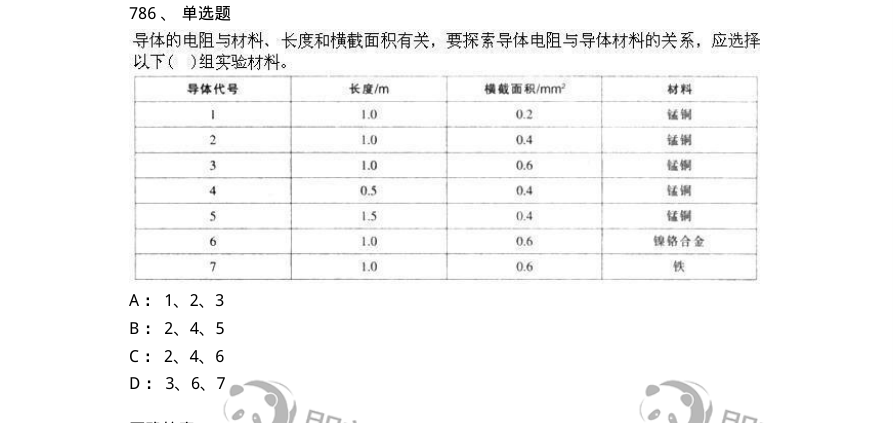 786 、 单选题
导体的电阻与材料、长度和横截面积有关，要探索导体电阻与导体材料的关系，应选择
以下( )组实验材料。
导体代号 长度/m 横截面积/mm² 材料
1 1.0 0.2 锰铜
2 1.0 0.4 锰铜
3 1.0 0.6 锰铜
4 0.5 0.4 锰铜
5 1.5 0.4 锰铜
6 1.0 0.6 镍铬合金
7 1.0 0.6 铁
A： 1、2、3
B： 2、4、5
C： 2、4、6
D： 3、6、7